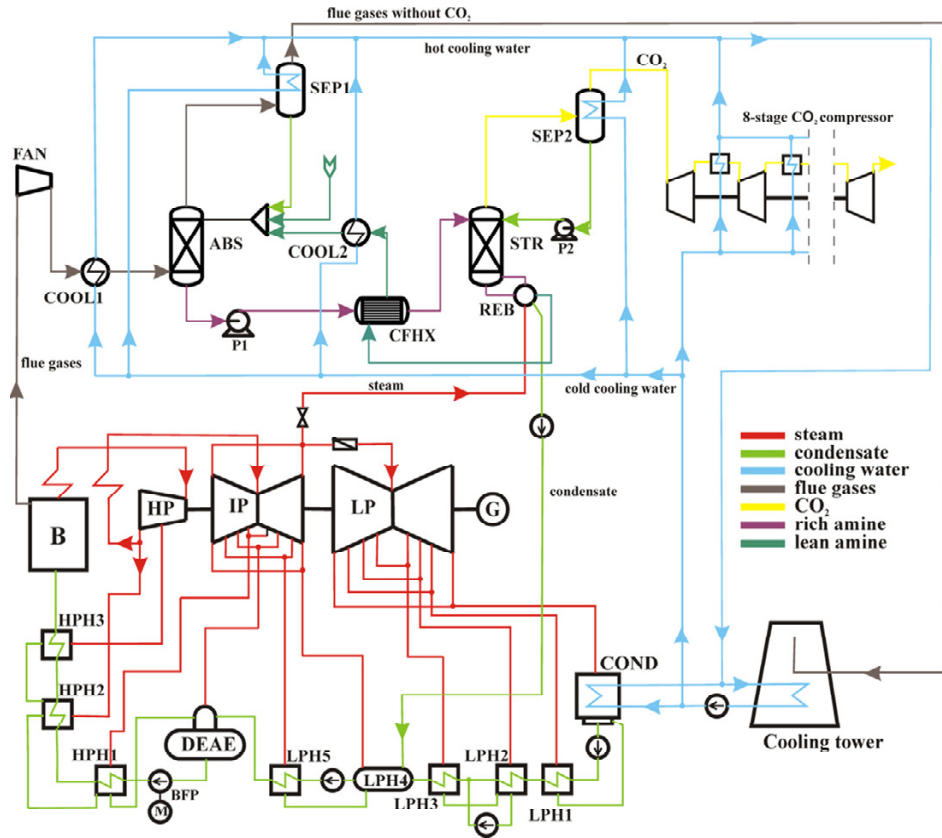 flue gases without CO₂
hot cooling water
CO₂
SEP1
SEP2
8-stage CO₂ compressor
FAN
ABS
COOL2
STR
P2
COOL1
REB
P1
CFHX
flue gases
steam
cold cooling water
steam
condensate
cooling water
flue gases
CO₂
rich amine
lean amine
condensate
HP
IP
LP
G
B
HPH3
HPH2
COND
DEAE
HPH1
LPH5
LPH4
LPH2
LPH3
LPH1
BFP
M
Cooling tower